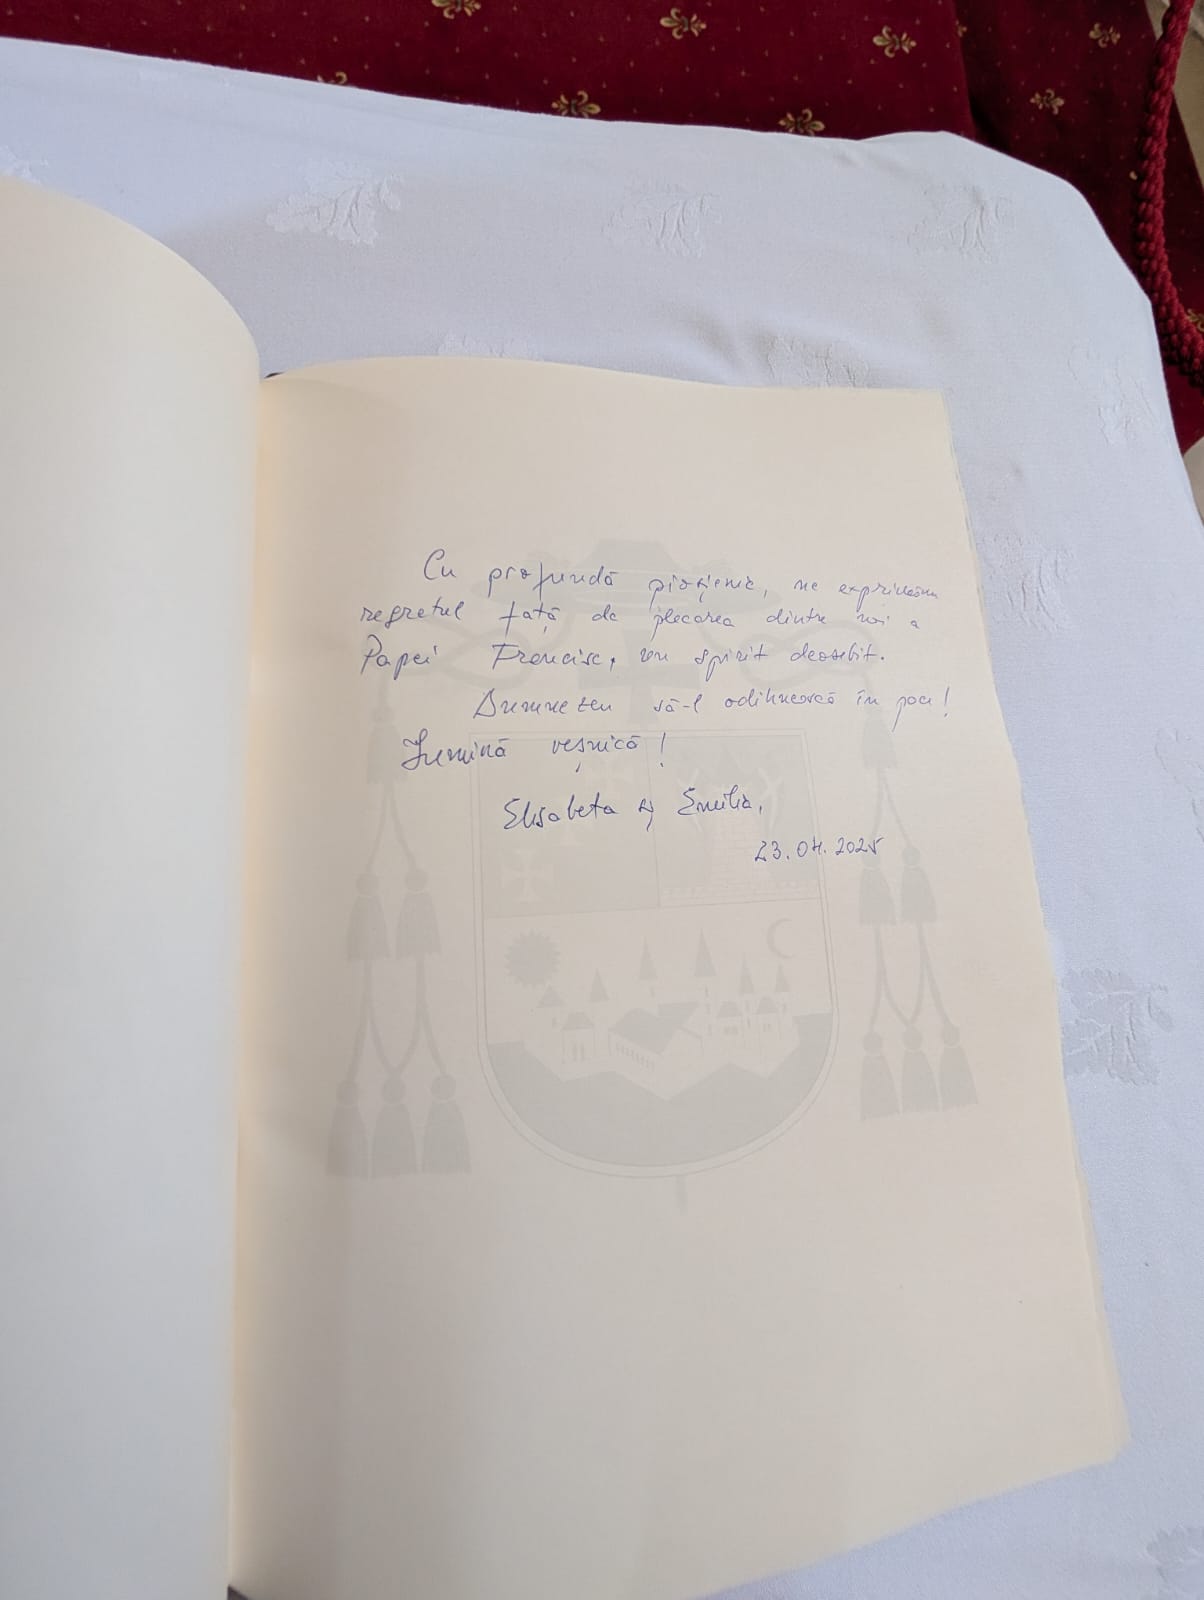 Cu profundă pioșenie, ne exprimăm
regretul față de plecarea dintre noi a
Papei Francisc, un spirit deosebit.
Dumnezeu să-l odihnească în pace!
Lumină veșnică!
Elisabeta și Emilia,
23.04.2025